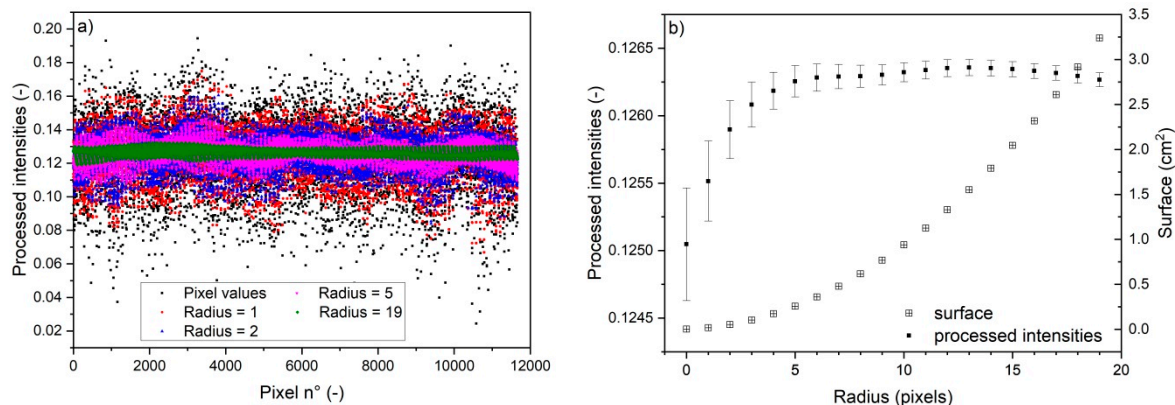 a)
Processed intensities (-)
0.20
0.18
0.16
0.14
0.12
0.10
0.08
0.06
0.04
0.02
Pixel values
Radius = 1
Radius = 2
Radius = 5
Radius = 19
0 2000 4000 6000 8000 10000 12000
Pixel n° (-)
b)
Processed intensities (-)
0.1265
0.1260
0.1255
0.1250
0.1245
surface
processed intensities
0 5 10 15 20
Radius (pixels)
3.5
3.0
2.5
2.0
1.5
1.0
0.5
0.0
Surface (cm²)